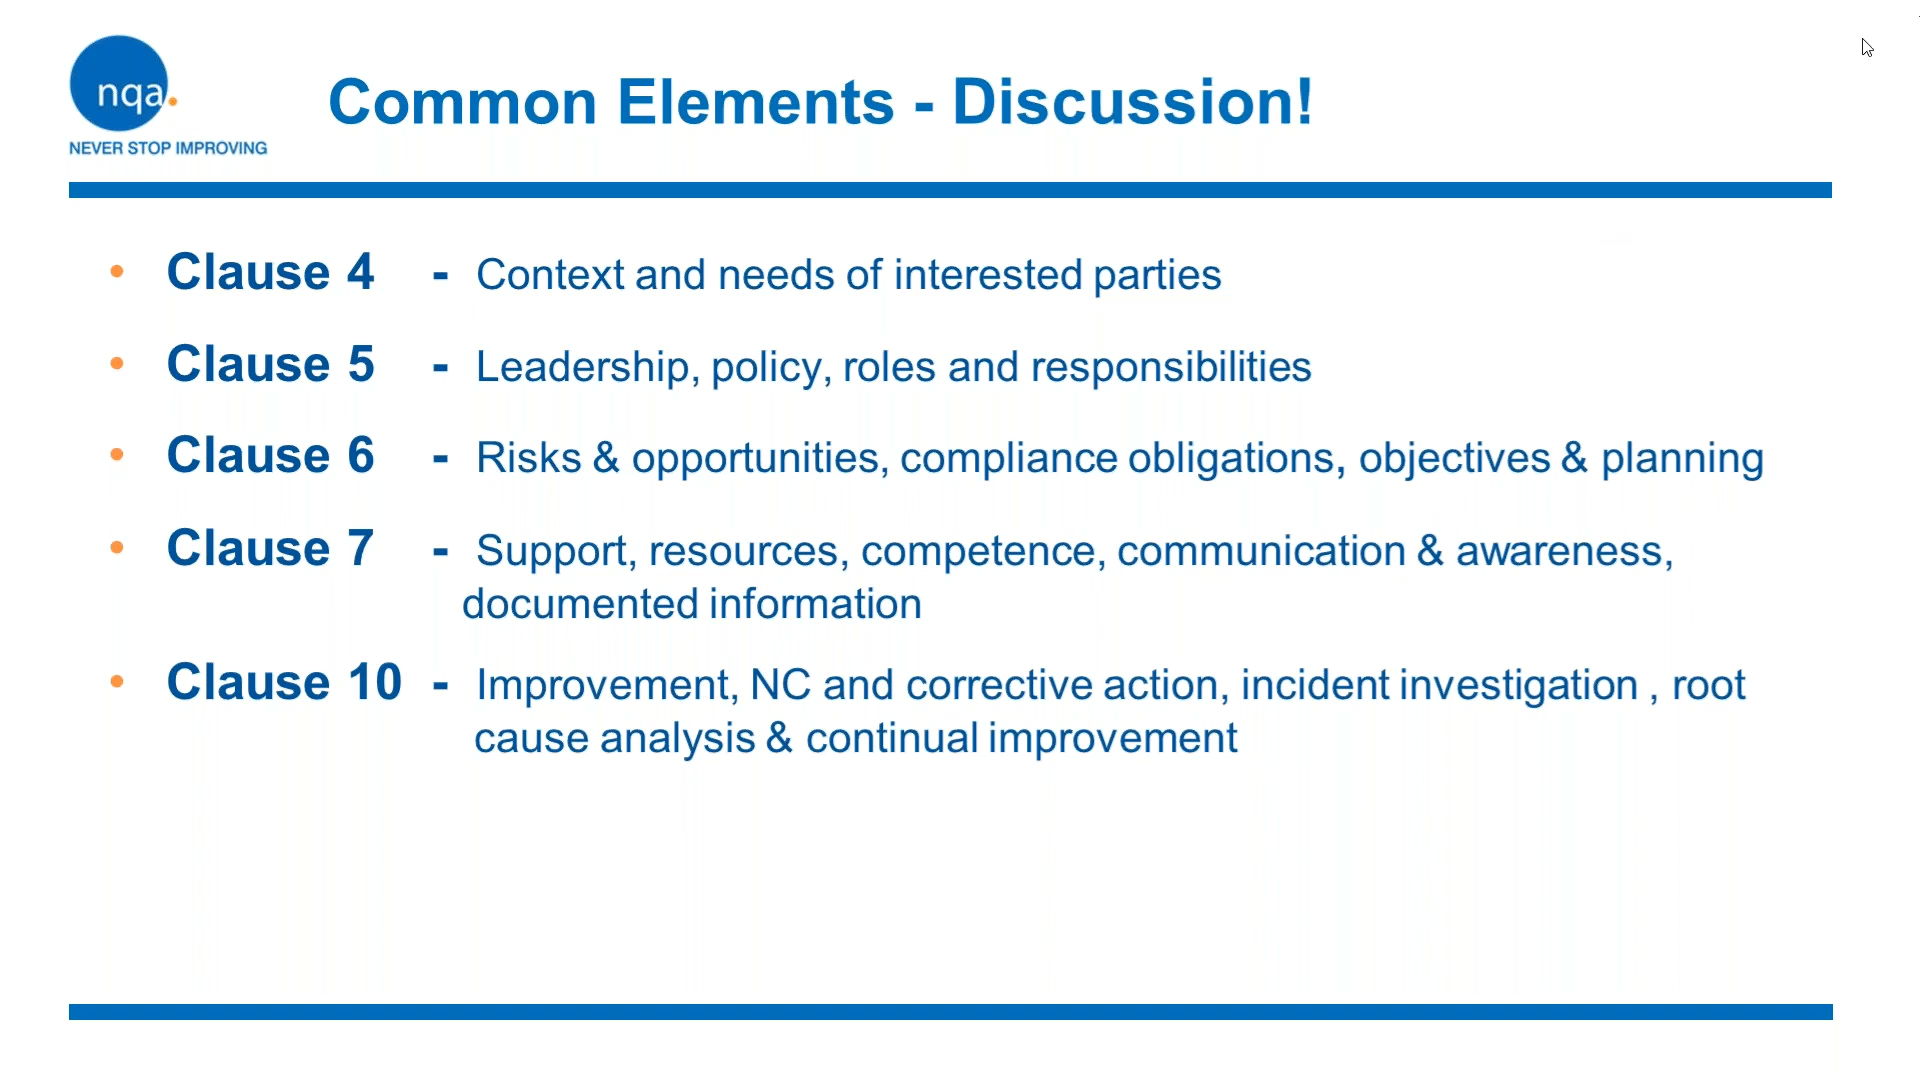 nqa.
NEVER STOP IMPROVING
Common Elements - Discussion!
• Clause 4 - Context and needs of interested parties
• Clause 5 - Leadership, policy, roles and responsibilities
• Clause 6 - Risks & opportunities, compliance obligations, objectives & planning
• Clause 7 - Support, resources, competence, communication & awareness,
documented information
• Clause 10 - Improvement, NC and corrective action, incident investigation , root
cause analysis & continual improvement